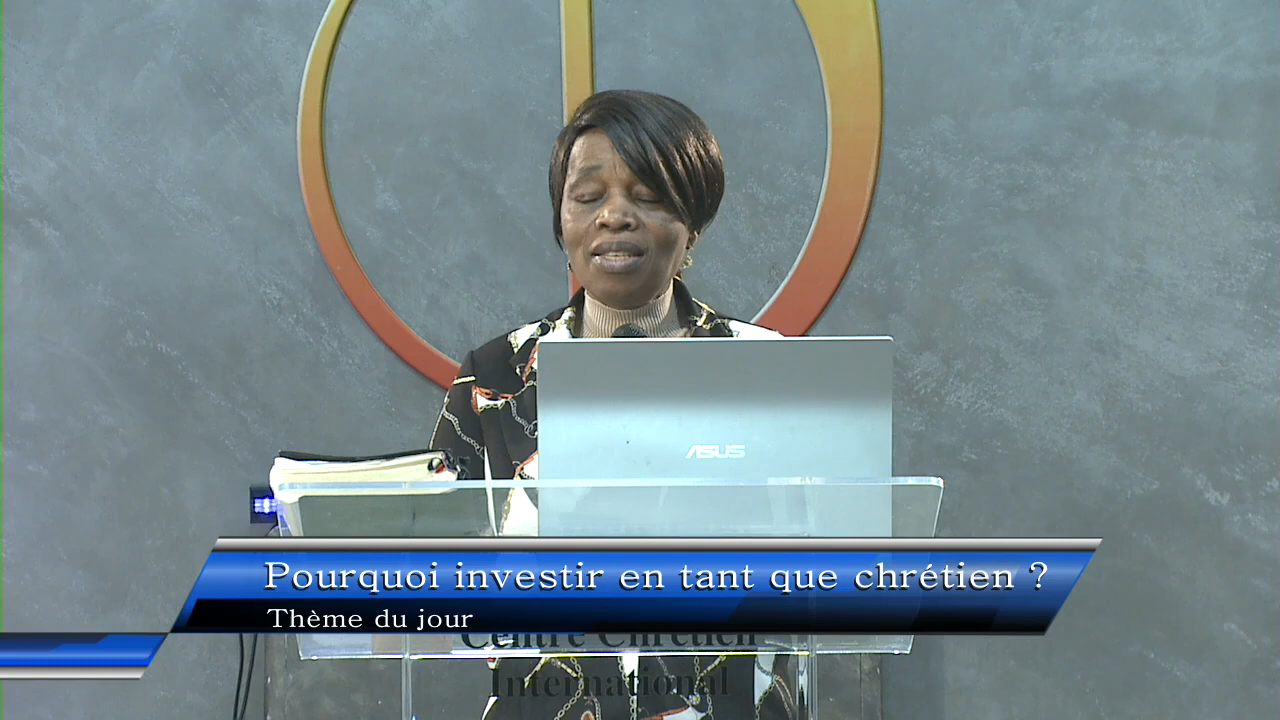 ASUS
Pourquoi investir en tant que chrétien ?
Thème du jour
Centre Chrétien
International